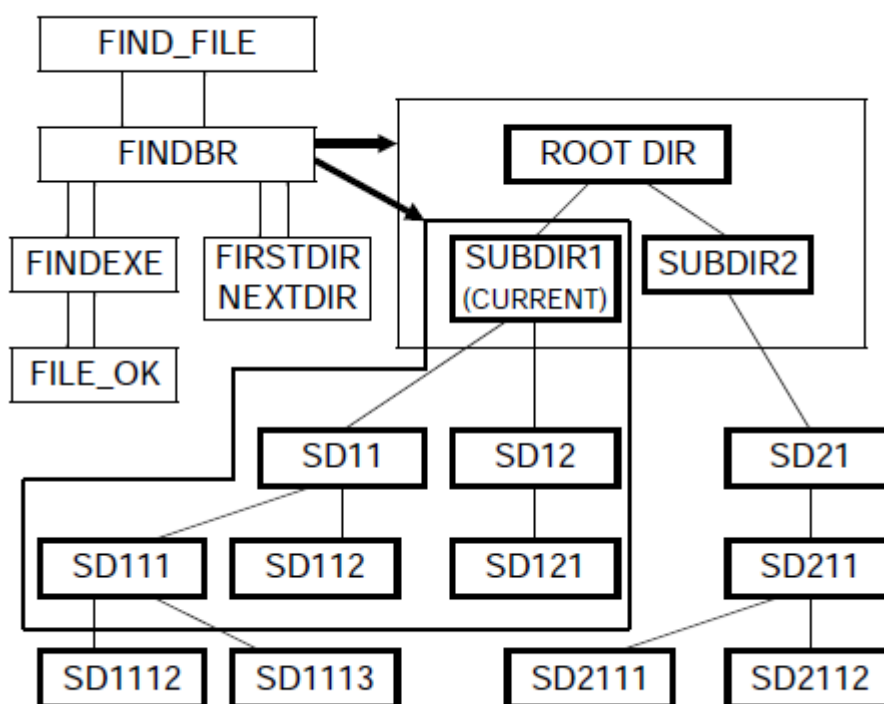 FIND_FILE
FINDBR
ROOT DIR
FINDEXE
FIRSTDIR
NEXTDIR
SUBDIR1
(CURRENT)
SUBDIR2
FILE_OK
SD11
SD12
SD21
SD111
SD112
SD121
SD211
SD1112
SD1113
SD2111
SD2112